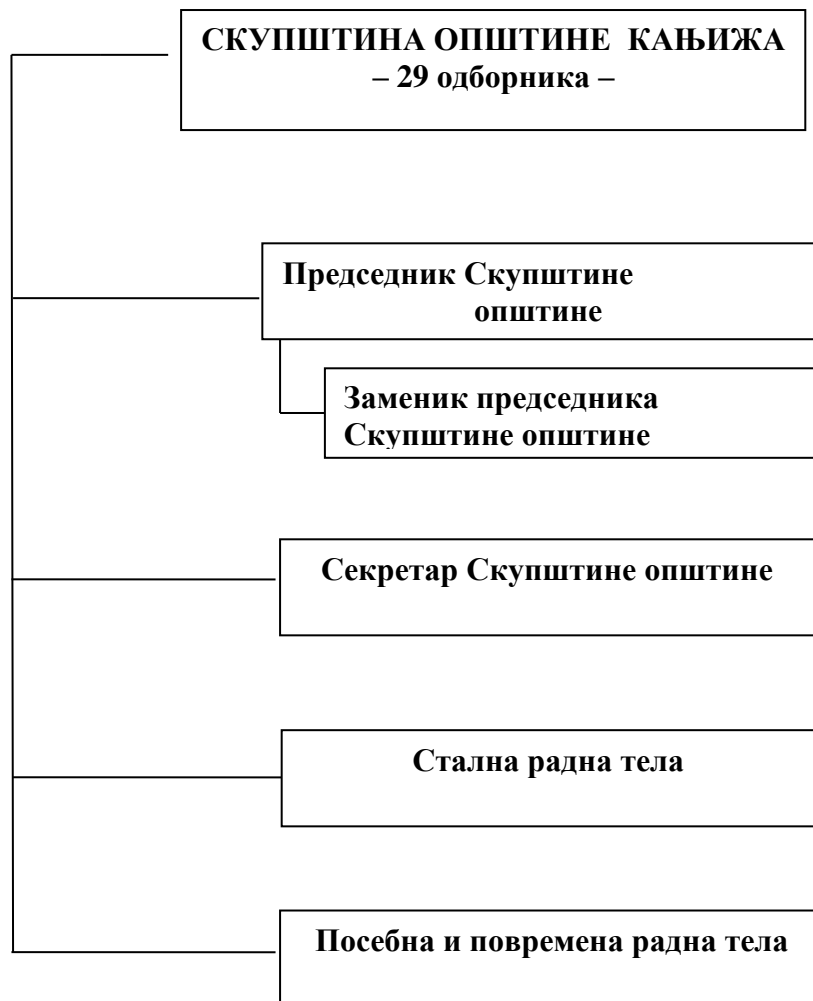 СКУПШТИНА ОПШТИНЕ КАЊИЖА
– 29 одборника –
Председник Скупштине
општине
Заменик председника
Скупштине општине
Секретар Скупштине општине
Стална радна тела
Посебна и повремена радна тела